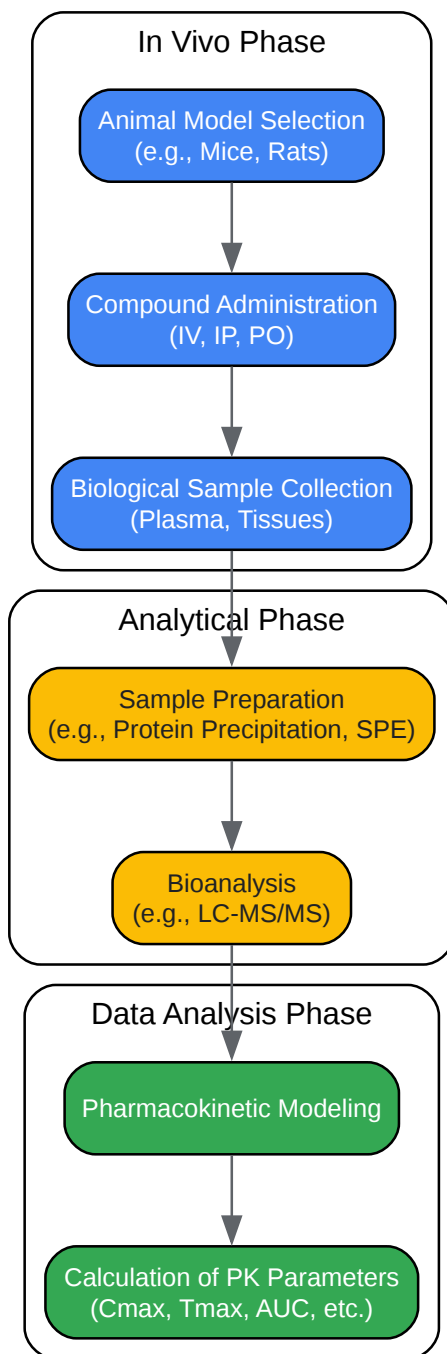 In Vivo Phase
Animal Model Selection
(e.g., Mice, Rats)
Compound Administration
(IV, IP, PO)
Biological Sample Collection
(Plasma, Tissues)
Analytical Phase
Sample Preparation
(e.g., Protein Precipitation, SPE)
Bioanalysis
(e.g., LC-MS/MS)
Data Analysis Phase
Pharmacokinetic Modeling
Calculation of PK Parameters
(Cmax, Tmax, AUC, etc.)